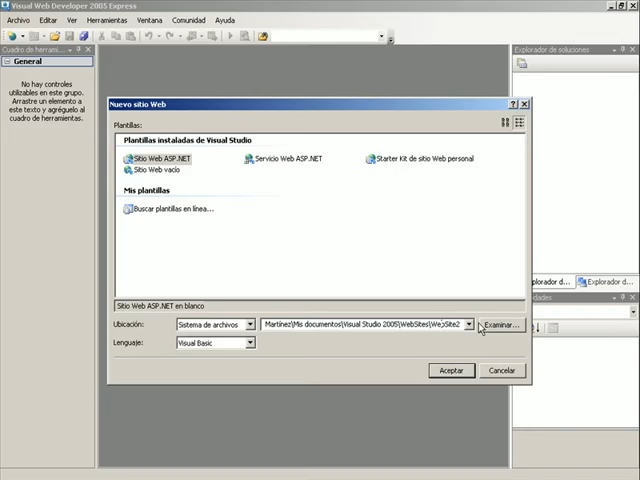 Visual Web Developer 2005 Express
Archivo Editar Ver Herramientas Ventana Comunidad Ayuda
Cuadro de herrami...
General
No hay controles
utilizables en este grupo.
Arrastre un elemento a
este texto y agréguelo al
cuadro de herramientas.
Explorador de soluciones
Nuevo sitio Web
Plantillas:
Plantillas instaladas de Visual Studio
Sitio Web ASP.NET Servicio Web ASP.NET Starter Kit de sitio Web personal
Sitio Web vacío
Mis plantillas
Buscar plantillas en línea...
Sitio Web ASP.NET en blanco
Ubicación: Sistema de archivos Martínez\Mis documentos\Visual Studio 2005\WebSites\WebSite2 Examinar...
Lenguaje: Visual Basic
Aceptar Cancelar
xplorador d... Explorador d...
edades